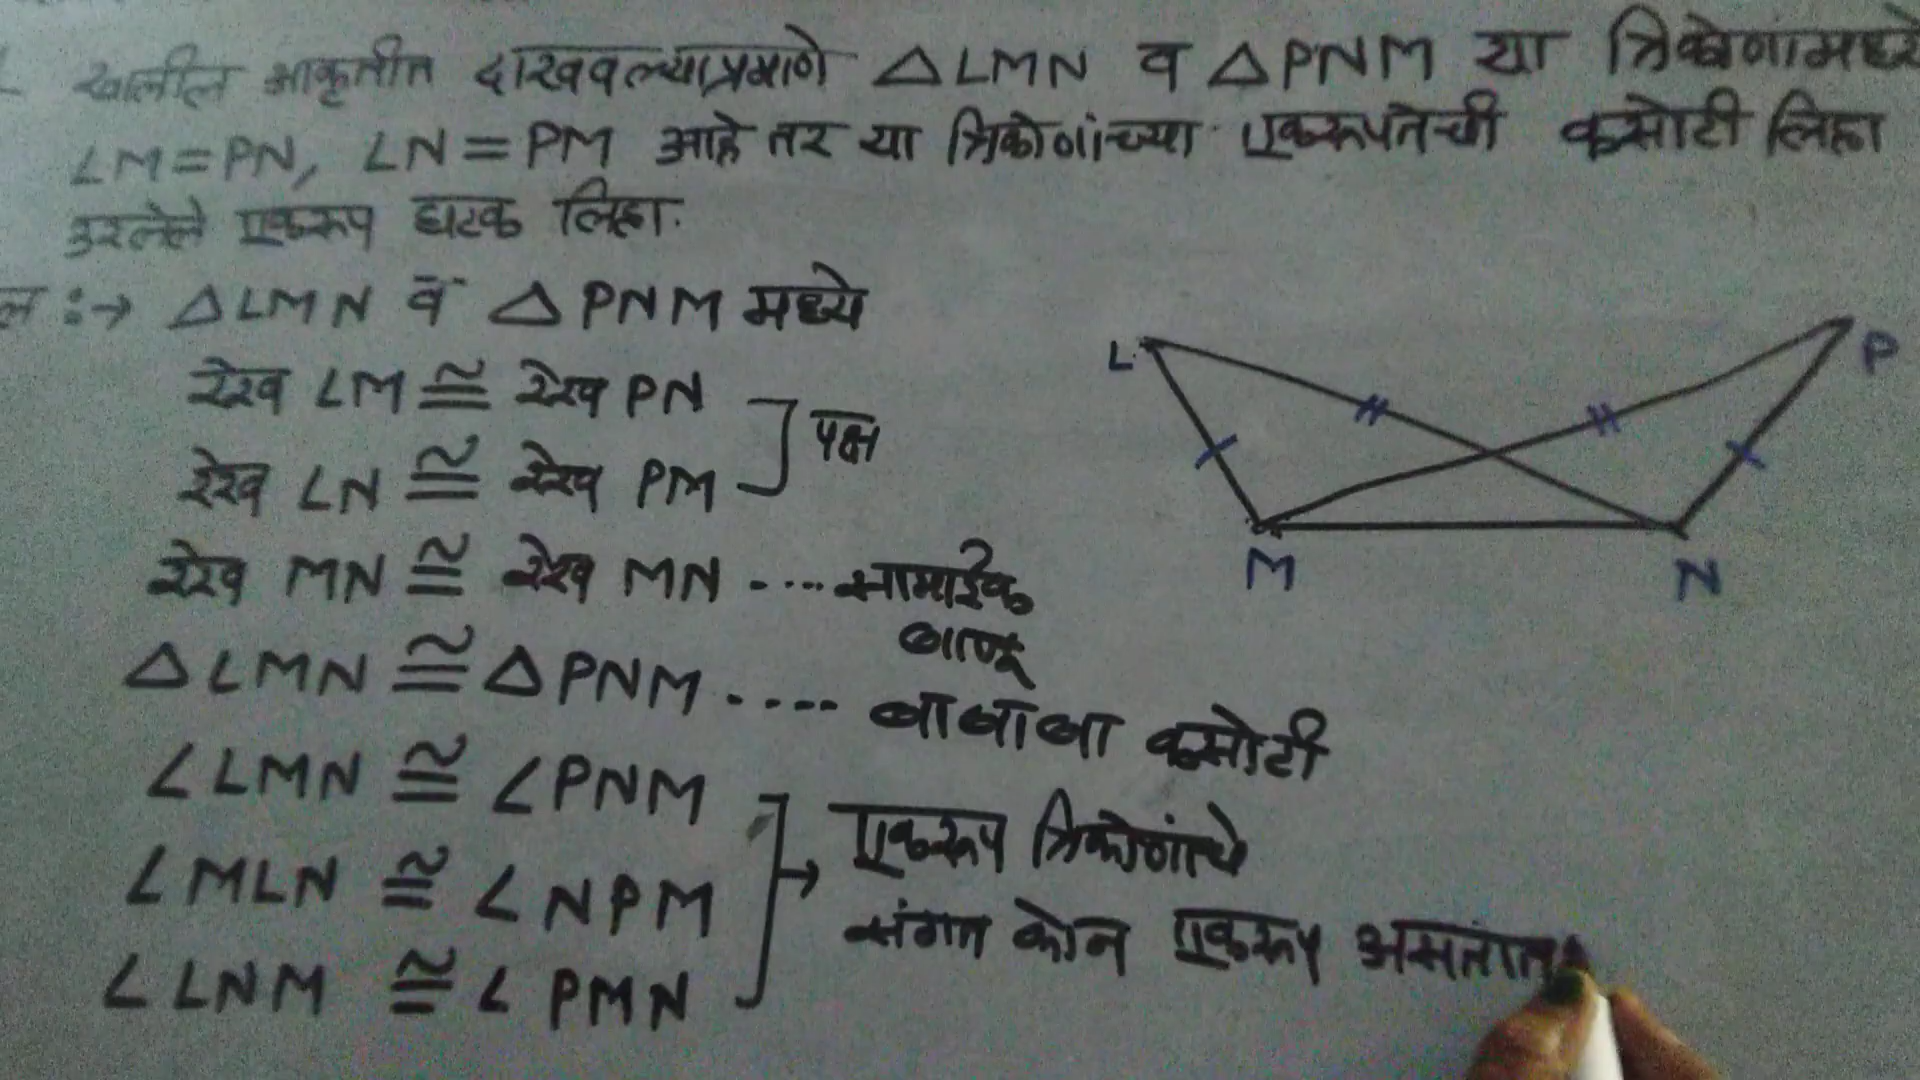 खालील आकृतीत दाखवल्याप्रमाणे △LMN व △PNM या त्रिकोणामध्ये
LM=PN, LN=PM आहे तर या त्रिकोणांच्या एकरूपतेची कसोटी लिहा
उरलेले एकरूप घटक लिहा.
ल :→ △LMN व △PNM मध्ये
रेख LM ≅ रेख PN
] पक्ष
रेख LN ≅ रेख PM
रेख MN ≅ रेख MN .... सामाईक
बाजू
△LMN ≅ △PNM ..... बाबाबा कसोटी
∠LMN ≅ ∠PNM
∠MLN ≅ ∠NPM
∠LNM ≅ ∠PMN
] → एकरूप त्रिकोणांचे
संगत कोन एकरूप असतात
L
P
M
N